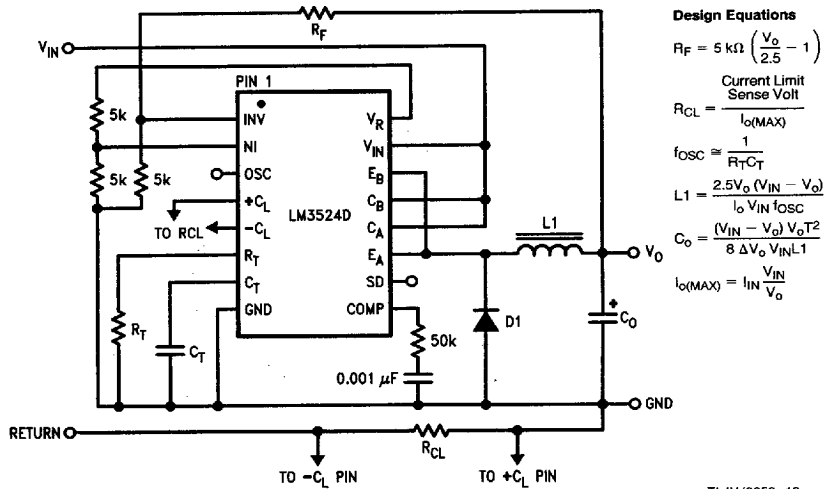 R_F
V_IN
PIN 1
5k
5k
5k
INV
NI
OSC
+C_L
-C_L
R_T
C_T
GND
LM3524D
V_R
V_IN
E_B
C_B
C_A
E_A
SD
COMP
TO RCL
L1
V_O
R_T
C_T
50k
0.001 µF
D1
C_O
+
GND
RETURN
R_CL
TO -C_L PIN
TO +C_L PIN
Design Equations
R_F = 5 kΩ (V_o / 2.5 - 1)
R_CL = Current Limit Sense Volt / I_o(MAX)
f_OSC ≅ 1 / R_T C_T
L1 = 2.5V_o (V_IN - V_o) / I_o V_IN f_OSC
C_o = (V_IN - V_o) V_o T² / 8 ΔV_o V_IN L1
I_o(MAX) = I_IN V_IN / V_o